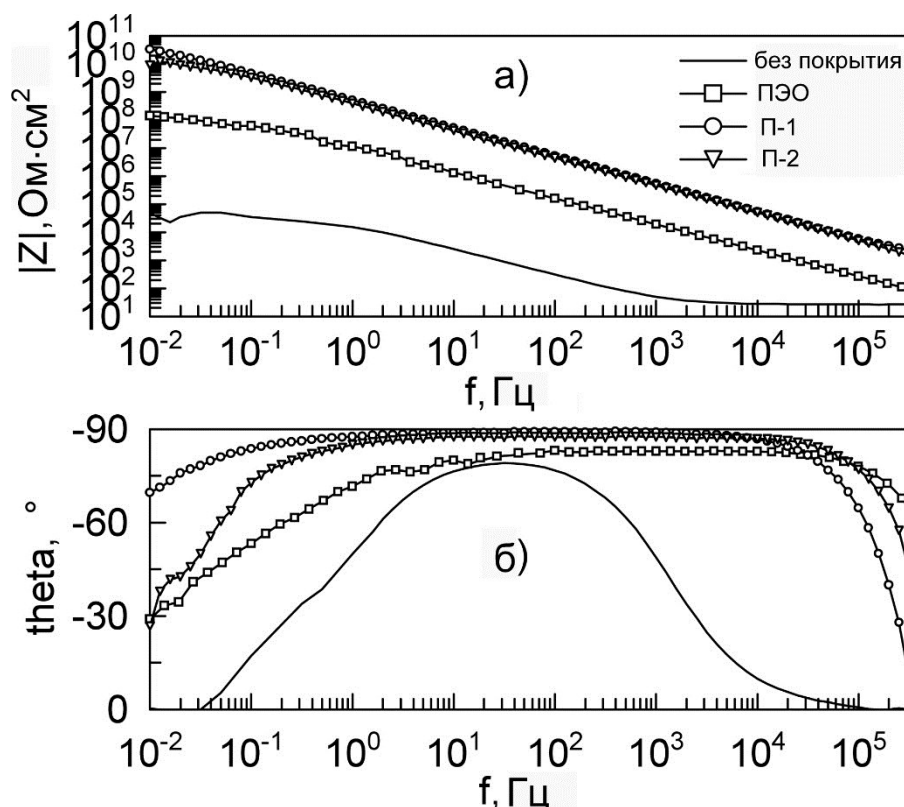 |Z|, Ом·см²
10¹¹
10¹⁰
10⁹
10⁸
10⁷
10⁶
10⁵
10⁴
10³
10²
10¹
а)
без покрытия
ПЭО
П-1
П-2
10⁻² 10⁻¹ 10⁰ 10¹ 10² 10³ 10⁴ 10⁵
f, Гц
theta, °
-90
-60
-30
0
б)
10⁻² 10⁻¹ 10⁰ 10¹ 10² 10³ 10⁴ 10⁵
f, Гц